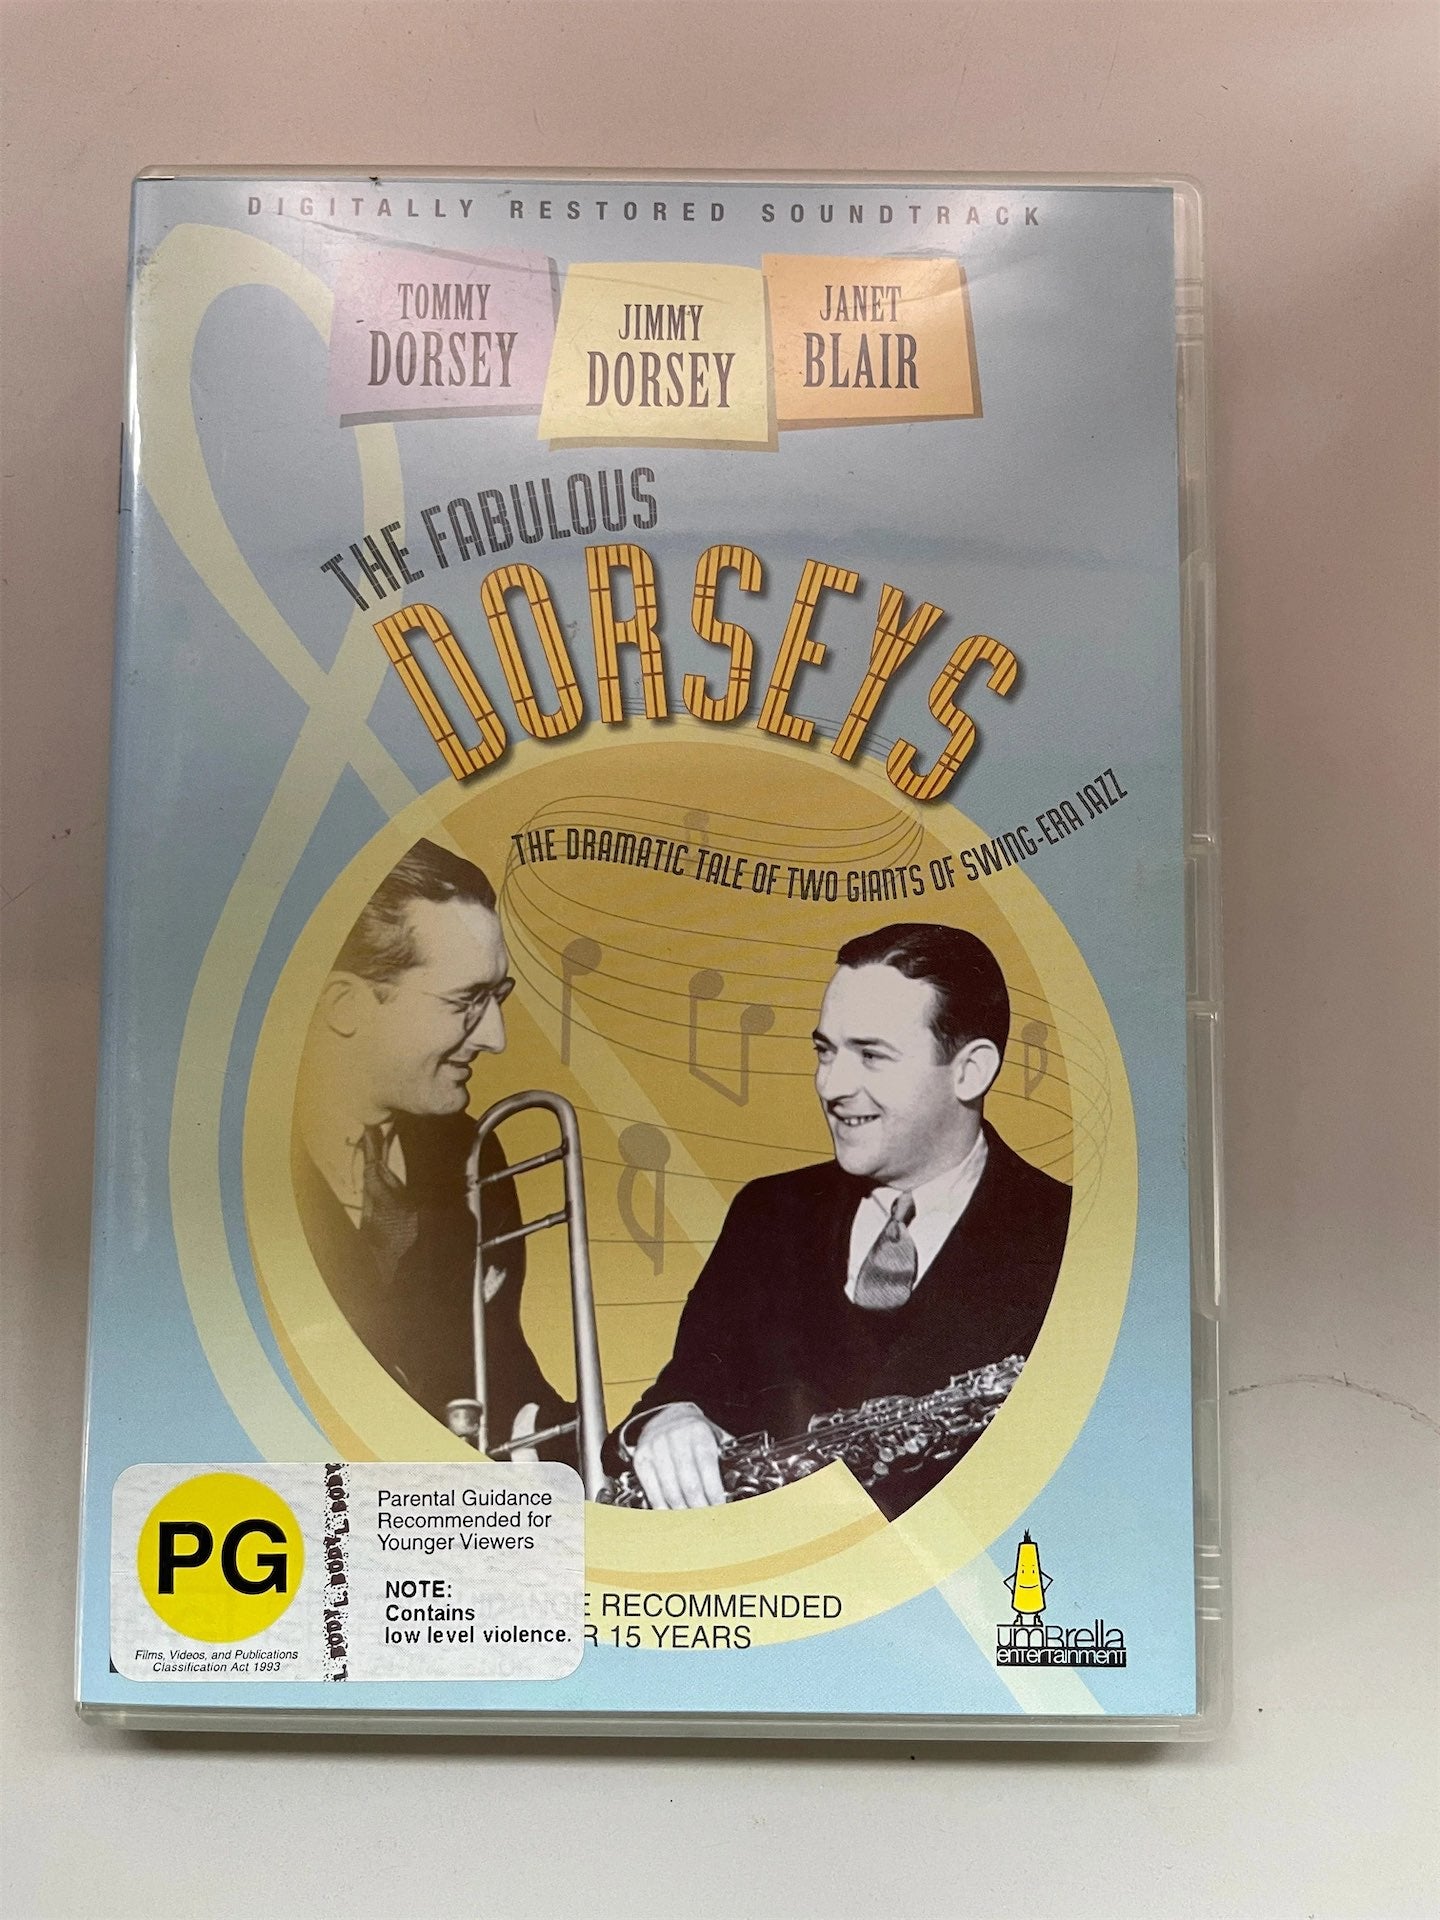 DIGITALLY RESTORED SOUNDTRACK
TOMMY
DORSEY
JIMMY
DORSEY
JANET
BLAIR
THE FABULOUS
DORSEYS
THE DRAMATIC TALE OF TWO GIANTS OF SWING-ERA JAZZ
PG
Films, Videos, and Publications
Classification Act 1993
Parental Guidance
Recommended for
Younger Viewers
NOTE:
Contains
low level violence.
RECOMMENDED
R 15 YEARS
umBrella
entertainment